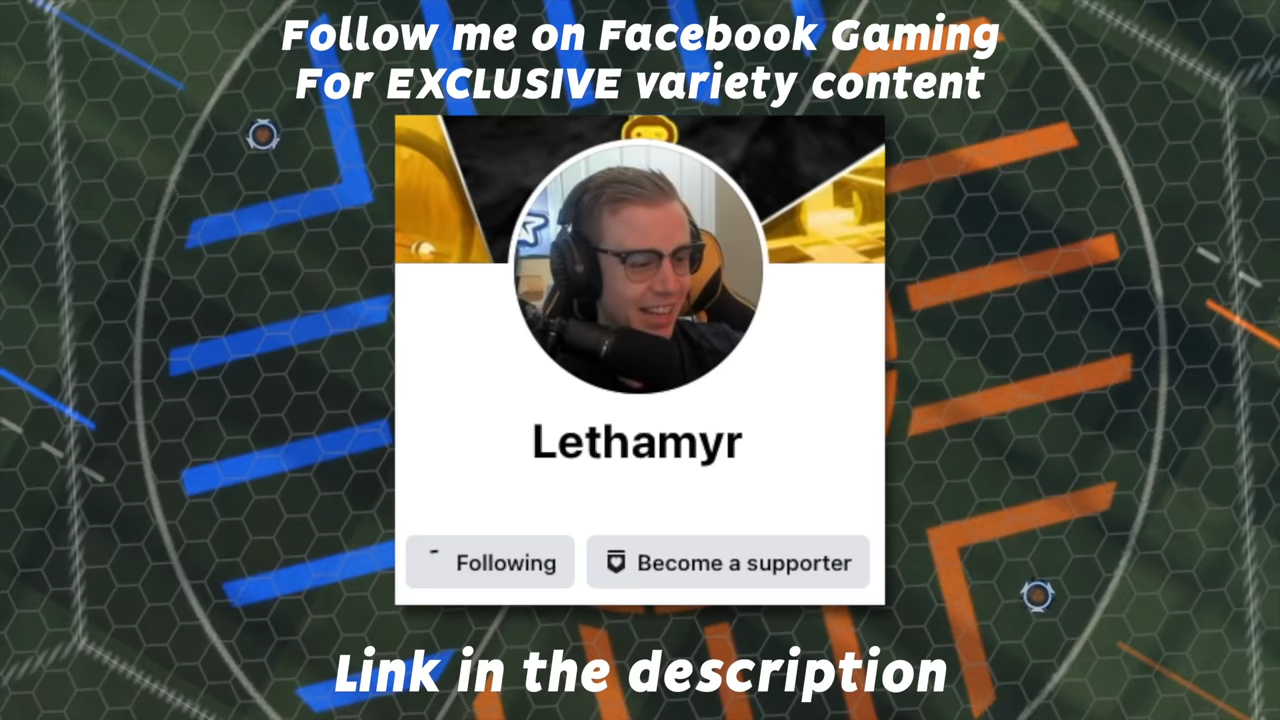 Follow me on Facebook Gaming
For EXCLUSIVE variety content
Lethamyr
Following
Become a supporter
Link in the description